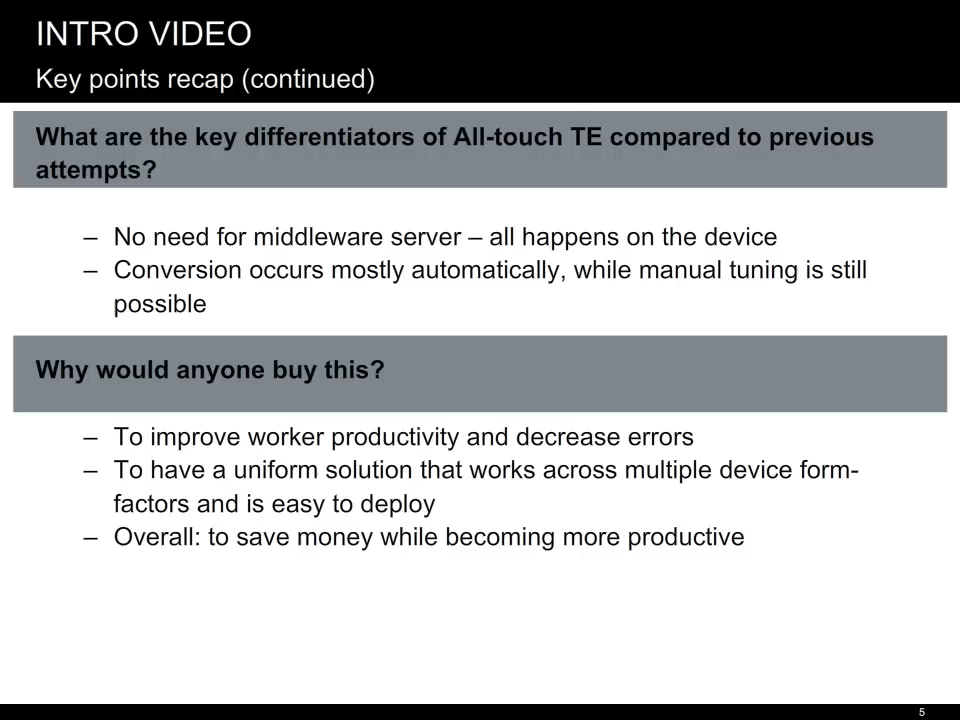 INTRO VIDEO
Key points recap (continued)
What are the key differentiators of All-touch TE compared to previous
attempts?
– No need for middleware server – all happens on the device
– Conversion occurs mostly automatically, while manual tuning is still
possible
Why would anyone buy this?
– To improve worker productivity and decrease errors
– To have a uniform solution that works across multiple device form-
factors and is easy to deploy
– Overall: to save money while becoming more productive
5